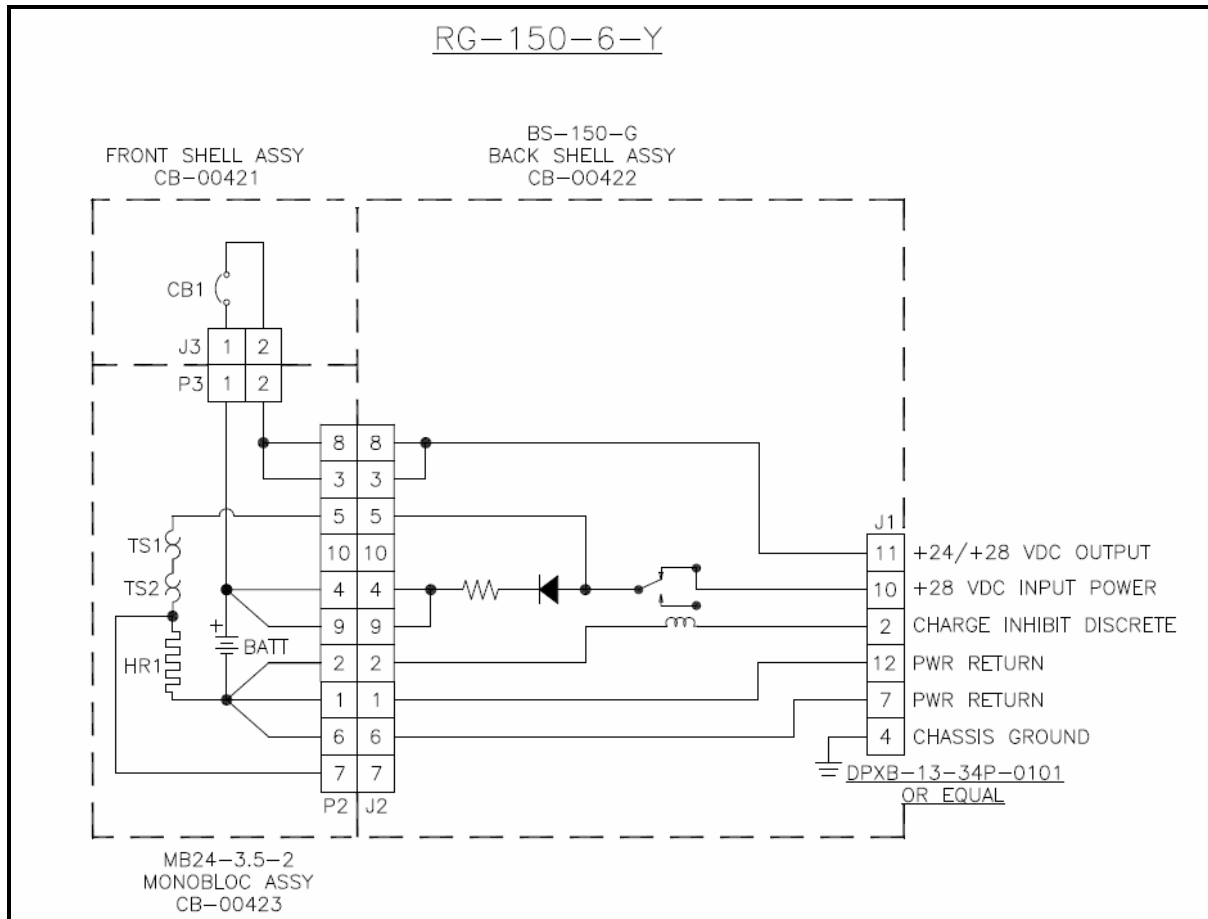 RG-150-6-Y
FRONT SHELL ASSY
CB-00421
BS-150-G
BACK SHELL ASSY
CB-00422
CB1
J3 1 2
P3 1 2
8 8
3 3
5 5
10 10
4 4
9 9
2 2
1 1
6 6
7 7
P2 J2
TS1
TS2
+
BATT
HR1
J1
11 +24/+28 VDC OUTPUT
10 +28 VDC INPUT POWER
2 CHARGE INHIBIT DISCRETE
12 PWR RETURN
7 PWR RETURN
4 CHASSIS GROUND
DPXB-13-34P-0101
OR EQUAL
MB24-3.5-2
MONOBLOC ASSY
CB-00423